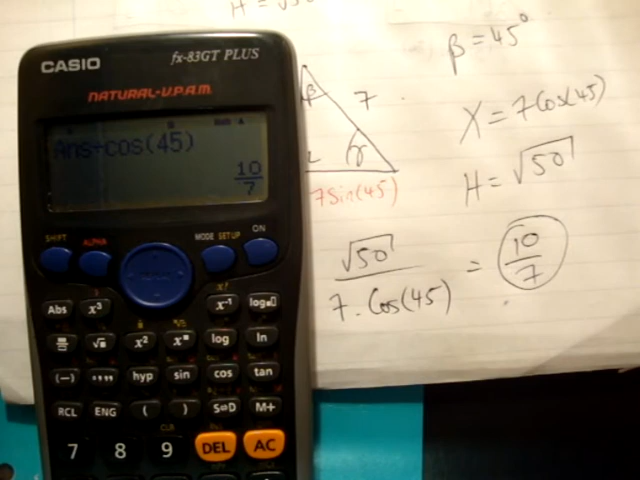 H = √50
CASIO fx-83GT PLUS
NATURAL-V.P.A.M.
Ans÷cos(45)
10/7
SHIFT ALPHA MODE SETUP ON
Abs x³ x⁻¹ log
x² log ln
(−) hyp sin cos tan
RCL ENG ( ) S⇔D M+
CLR
7 8 9 DEL AC
β = 45°
β 7
X = 7Cos(45)
γ
7Sin(45)
H = √50
√50 / 7 . Cos(45) = 10/7